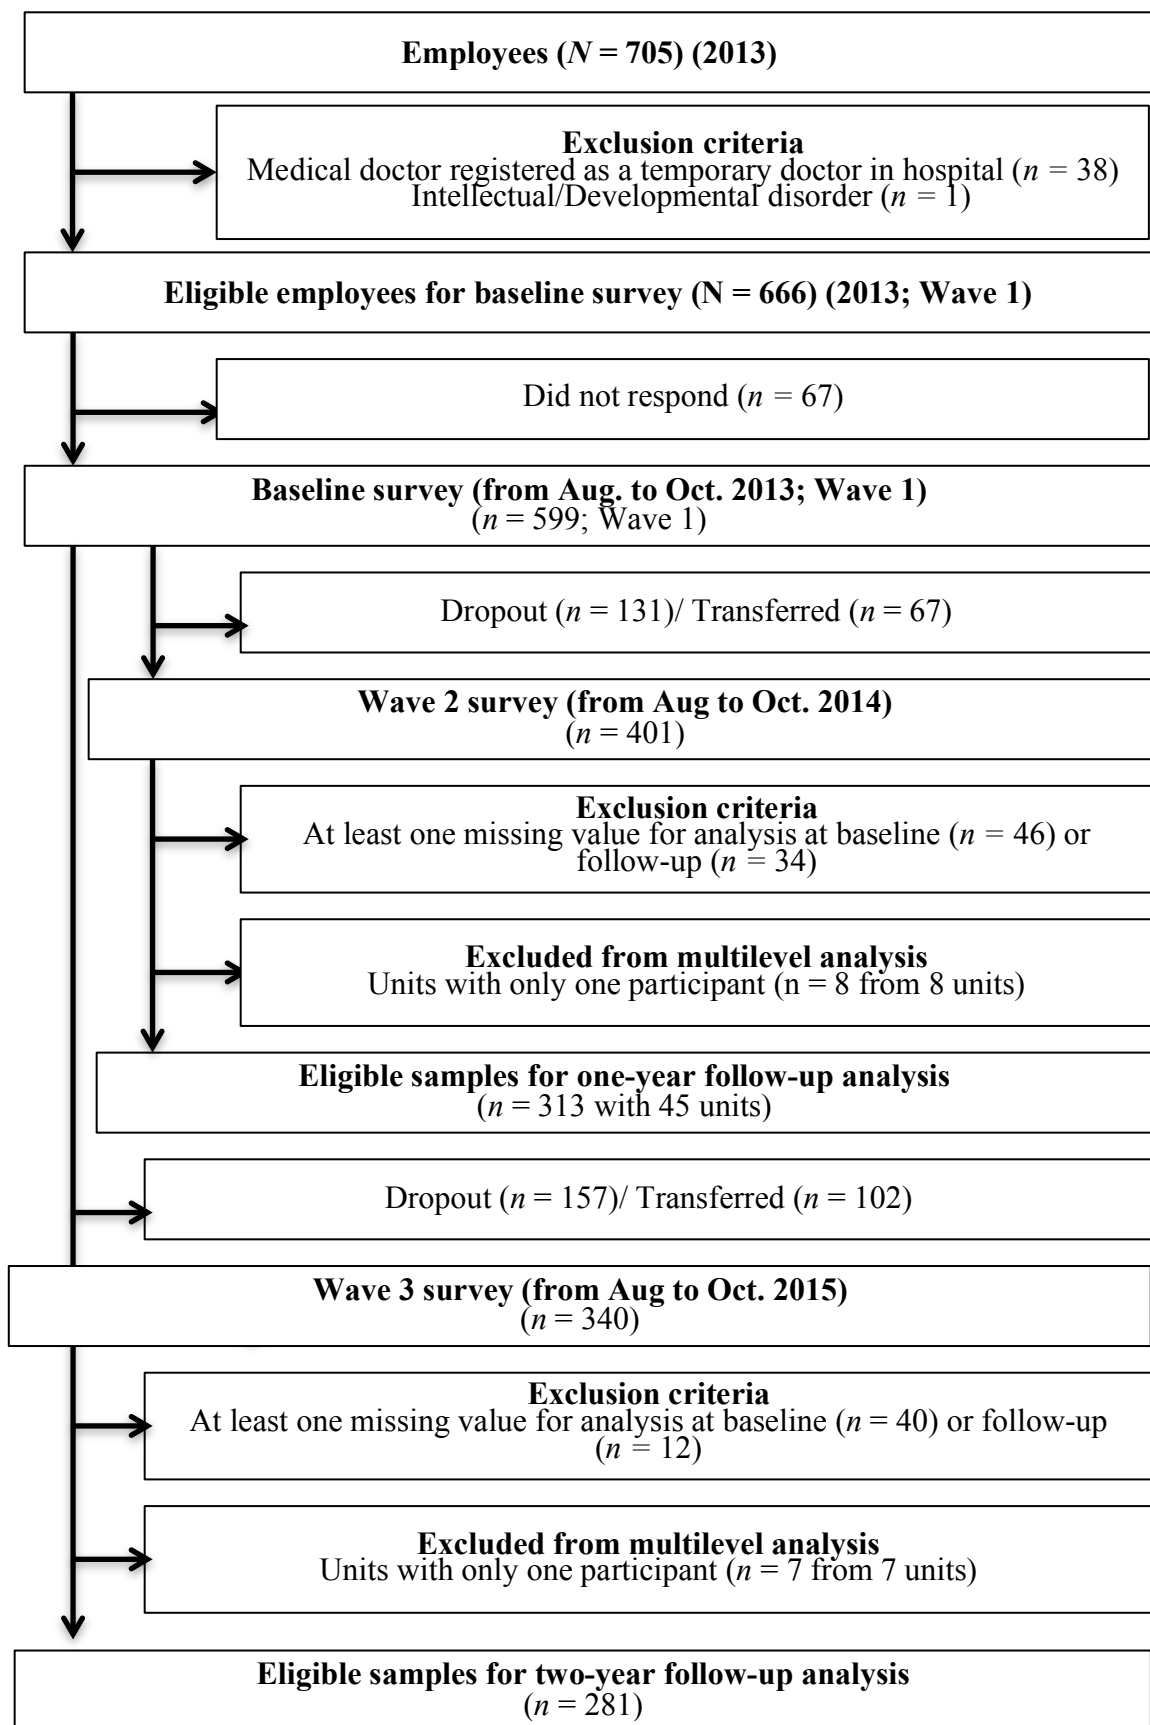 Employees (N = 705) (2013)
Exclusion criteria
Medical doctor registered as a temporary doctor in hospital (n = 38)
Intellectual/Developmental disorder (n = 1)
Eligible employees for baseline survey (N = 666) (2013; Wave 1)
Did not respond (n = 67)
Baseline survey (from Aug. to Oct. 2013; Wave 1)
(n = 599; Wave 1)
Dropout (n = 131)/ Transferred (n = 67)
Wave 2 survey (from Aug to Oct. 2014)
(n = 401)
Exclusion criteria
At least one missing value for analysis at baseline (n = 46) or
follow-up (n = 34)
Excluded from multilevel analysis
Units with only one participant (n = 8 from 8 units)
Eligible samples for one-year follow-up analysis
(n = 313 with 45 units)
Dropout (n = 157)/ Transferred (n = 102)
Wave 3 survey (from Aug to Oct. 2015)
(n = 340)
Exclusion criteria
At least one missing value for analysis at baseline (n = 40) or follow-up
(n = 12)
Excluded from multilevel analysis
Units with only one participant (n = 7 from 7 units)
Eligible samples for two-year follow-up analysis
(n = 281)